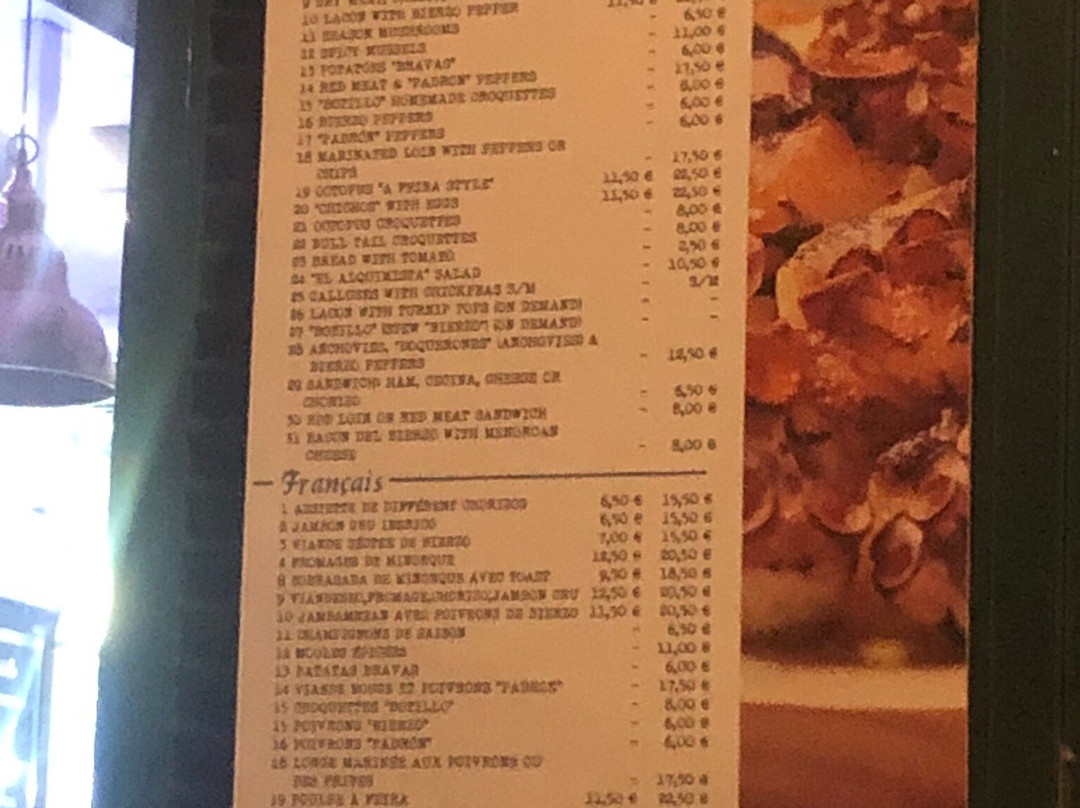 10 LACON WITH BIERZO PEPPER - 6,50 €
11 SEASON MUSHROOMS - 11,00 €
12 SPICY MUSSELS - 6,00 €
13 POTATOES "BRAVAS" - 17,50 €
14 RED MEAT & "PADRON" PEPPERS - 8,00 €
15 "BOTILLO" HOMEMADE CROQUETTES - 6,00 €
16 BIERZO PEPPERS - 6,00 €
17 "PADRÓN" PEPPERS
18 MARINATED LOIN WITH PEPPERS OR
CHIPS - 17,50 €
19 OCTOPUS "A FEIRA STYLE" 11,50 € 22,50 €
20 "CHICHOS" WITH EGGS 11,50 € 22,50 €
21 OCTOPUS CROQUETTES - 8,00 €
22 BULL TAIL CROQUETTES - 8,00 €
23 BREAD WITH TOMATO - 2,50 €
24 "EL ALQUIMISTA" SALAD - 10,50 €
25 CALLUSES WITH CHICKPEAS S/M - S/M
26 LACON WITH TURNIP TOPS (ON DEMAND) - -
27 "BOTILLO" (STEW "BIERZO") (ON DEMAND) - -
28 ANCHOVIES, "BOQUERONES" (ANCHOVIES) A
BIERZO PEPPERS - 12,50 €
29 SANDWICH: HAM, CECINA, CHEESE OR
CHORIZO - 6,50 €
30 LOIN OR RED MEAT SANDWICH - 8,00 €
31 BACON DEL BIERZO WITH MENORCAN
CHEESE - 8,00 €
Français
1 ASSIETTE DE DIFFÉRENT CHORIZOS 6,50 € 15,50 €
2 JAMBON CRU IBERICO 6,50 € 15,50 €
3 VIANDE SÉCHÉE DE BIERZO 7,00 € 15,50 €
4 FROMAGES DE MINORQUE 12,50 € 20,50 €
8 SOBRASADA DE MINORQUE AVEC TOAST 9,50 € 18,50 €
9 FROMAGE,CHORIZO,JAMBON CRU 12,50 € 20,50 €
10 AVEC POIVRONS DE BIERZO 11,50 € 20,50 €
11 CHAMPIGNONS DE SAISON - 6,50 €
12 MOULES ÉPICÉES - 11,00 €
13 PATATAS BRAVAS - 6,00 €
14 VIANDE ROUGE ET POIVRONS "PADRON" - 17,50 €
15 CROQUETTES "BOTILLO" - 8,00 €
15 POIVRONS "BIERZO" - 6,00 €
16 POIVRONS "PADRÓN" - 6,00 €
18 LONGE MARINÉE AUX POIVRONS OU
DES FRITES - 17,50 €
19 POULPE A FEIRA 11,50 € 22,50 €